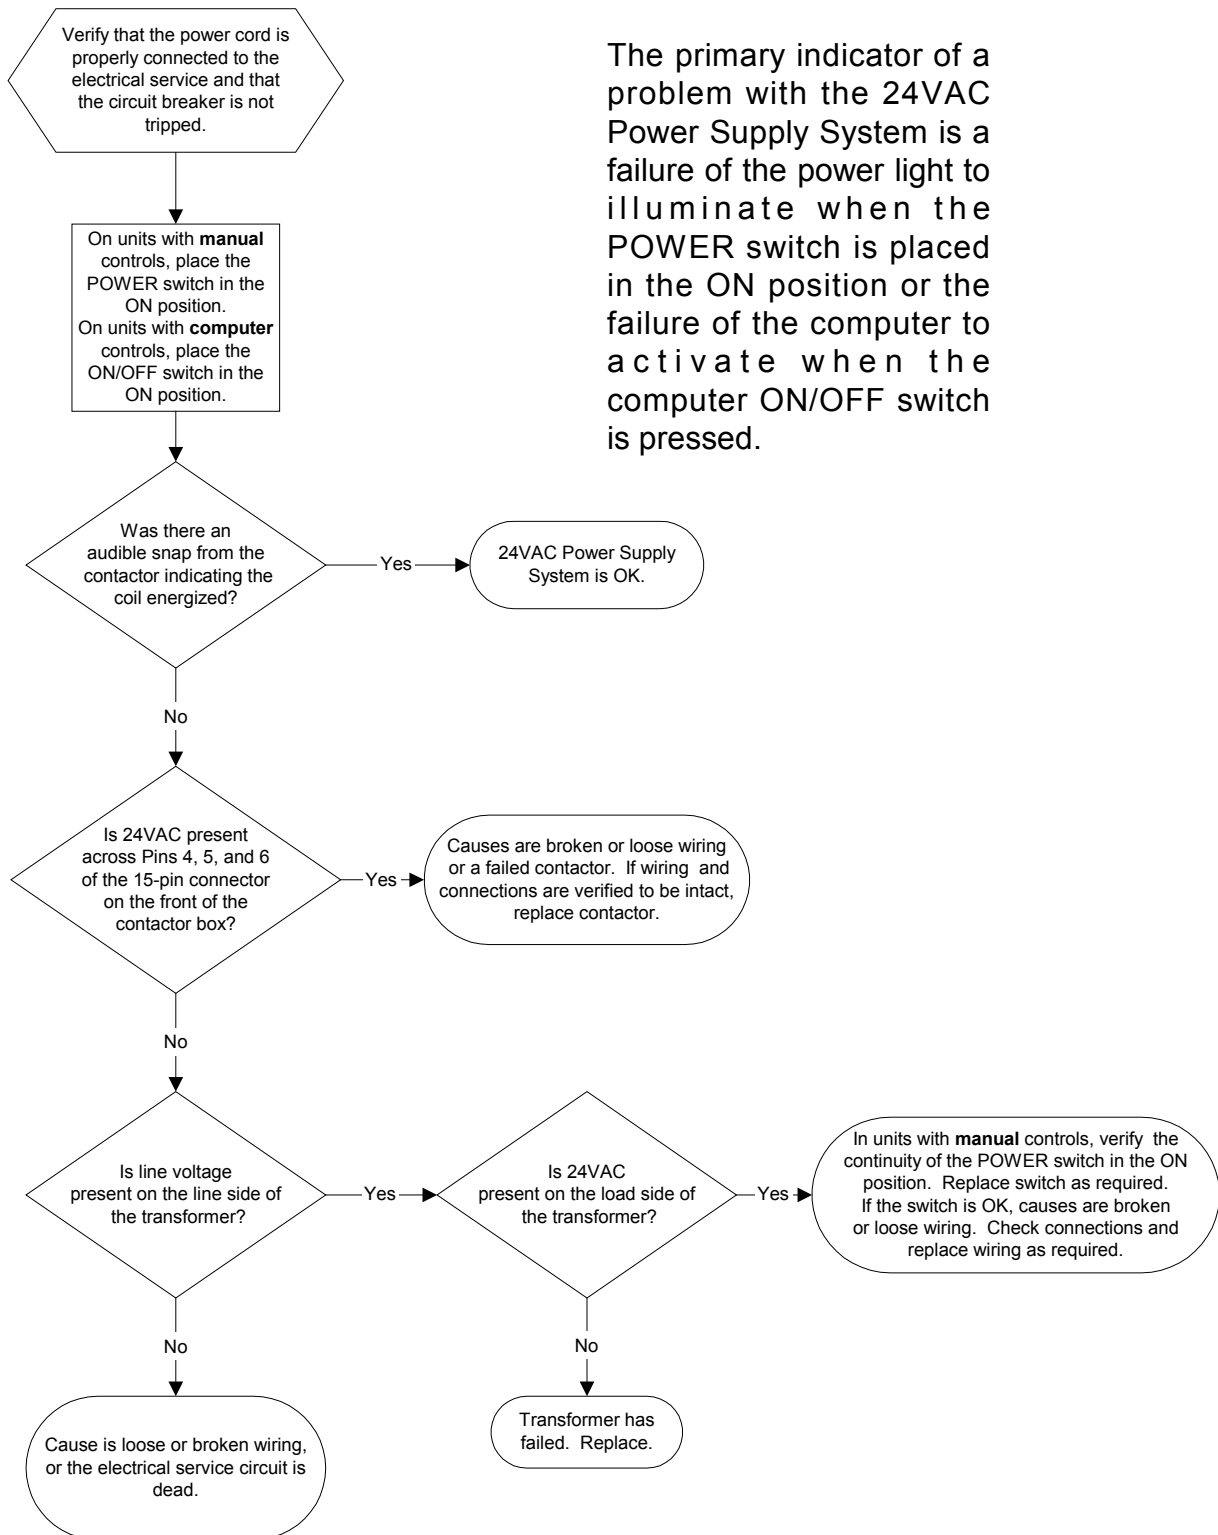 Verify that the power cord is
properly connected to the
electrical service and that
the circuit breaker is not
tripped.
The primary indicator of a
problem with the 24VAC
Power Supply System is a
failure of the power light to
illuminate when the
POWER switch is placed
in the ON position or the
failure of the computer to
activate when the
computer ON/OFF switch
is pressed.
On units with manual
controls, place the
POWER switch in the
ON position.
On units with computer
controls, place the
ON/OFF switch in the
ON position.
Was there an
audible snap from the
contactor indicating the
coil energized?
Yes
24VAC Power Supply
System is OK.
No
Is 24VAC present
across Pins 4, 5, and 6
of the 15-pin connector
on the front of the
contactor box?
Yes
Causes are broken or loose wiring
or a failed contactor. If wiring and
connections are verified to be intact,
replace contactor.
No
Is line voltage
present on the line side of
the transformer?
Yes
Is 24VAC
present on the load side of
the transformer?
Yes
In units with manual controls, verify the
continuity of the POWER switch in the ON
position. Replace switch as required.
If the switch is OK, causes are broken
or loose wiring. Check connections and
replace wiring as required.
No
Cause is loose or broken wiring,
or the electrical service circuit is
dead.
No
Transformer has
failed. Replace.